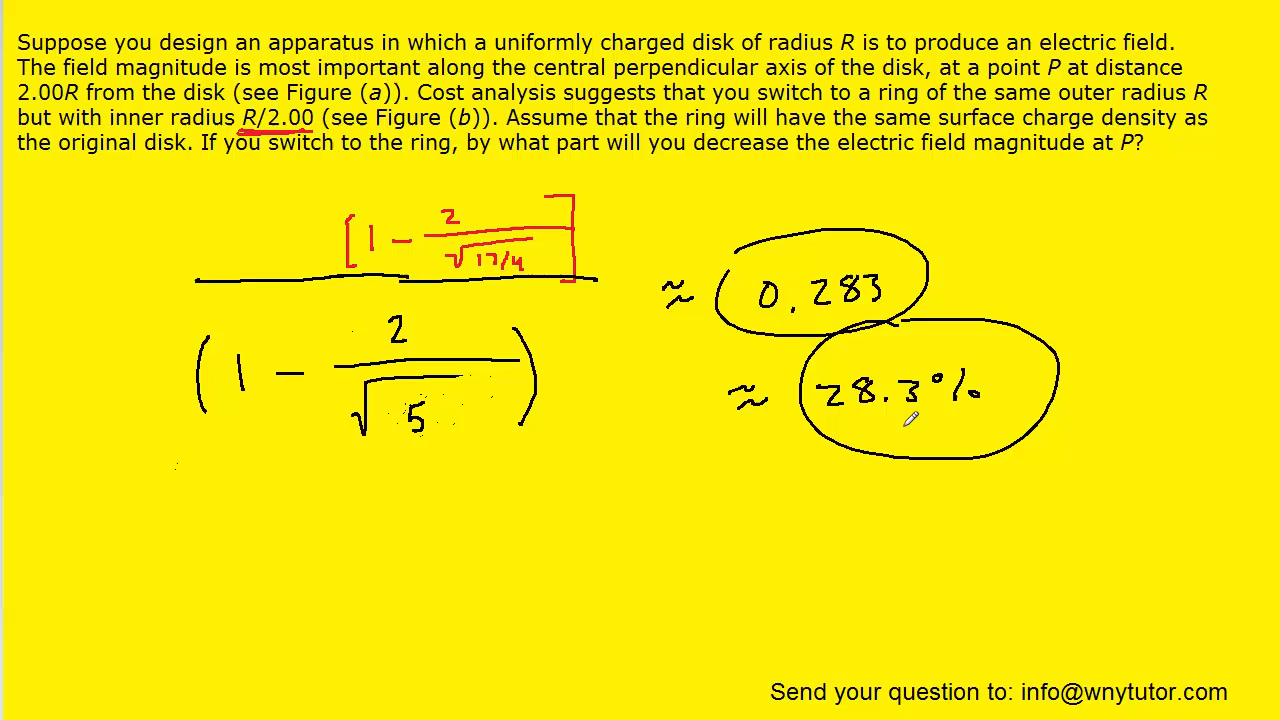 Suppose you design an apparatus in which a uniformly charged disk of radius R is to produce an electric field.
The field magnitude is most important along the central perpendicular axis of the disk, at a point P at distance
2.00R from the disk (see Figure (a)). Cost analysis suggests that you switch to a ring of the same outer radius R
but with inner radius R/2.00 (see Figure (b)). Assume that the ring will have the same surface charge density as
the original disk. If you switch to the ring, by what part will you decrease the electric field magnitude at P?
[1 - 2/√17/4]
(1 - 2/√5)
≈ 0.283
≈ 28.3%
Send your question to: info@wnytutor.com